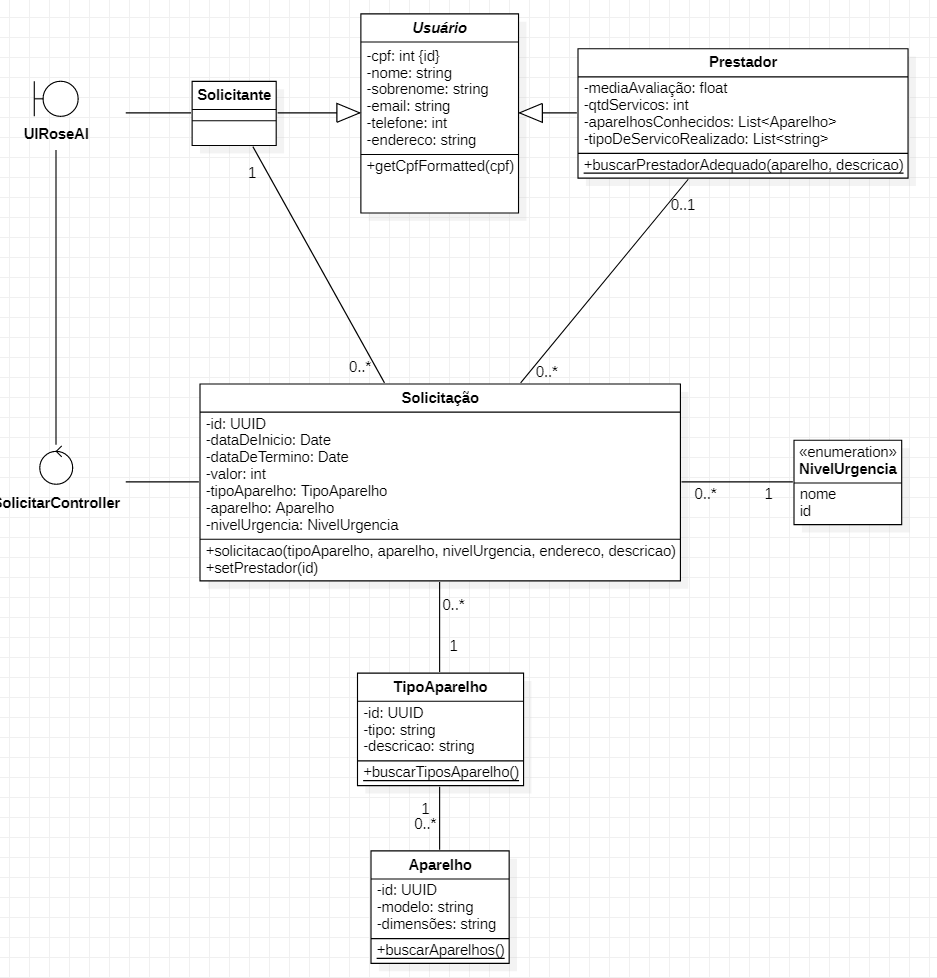 Usuário
-cpf: int {id}
-nome: string
-sobrenome: string
-email: string
-telefone: int
-endereco: string
+getCpfFormatted(cpf)
Prestador
-mediaAvaliação: float
-qtdServicos: int
-aparelhosConhecidos: List<Aparelho>
-tipoDeServicoRealizado: List<string>
+buscarPrestadorAdequado(aparelho, descricao)
Solicitante
UIRoseAI
1
0..1
0..*
0..*
Solicitação
-id: UUID
-dataDeInicio: Date
-dataDeTermino: Date
-valor: int
-tipoAparelho: TipoAparelho
-aparelho: Aparelho
-nivelUrgencia: NivelUrgencia
+solicitacao(tipoAparelho, aparelho, nivelUrgencia, endereco, descricao)
+setPrestador(id)
SolicitarController
0..*
1
«enumeration»
NivelUrgencia
nome
id
0..*
1
TipoAparelho
-id: UUID
-tipo: string
-descricao: string
+buscarTiposAparelho()
1
0..*
Aparelho
-id: UUID
-modelo: string
-dimensões: string
+buscarAparelhos()